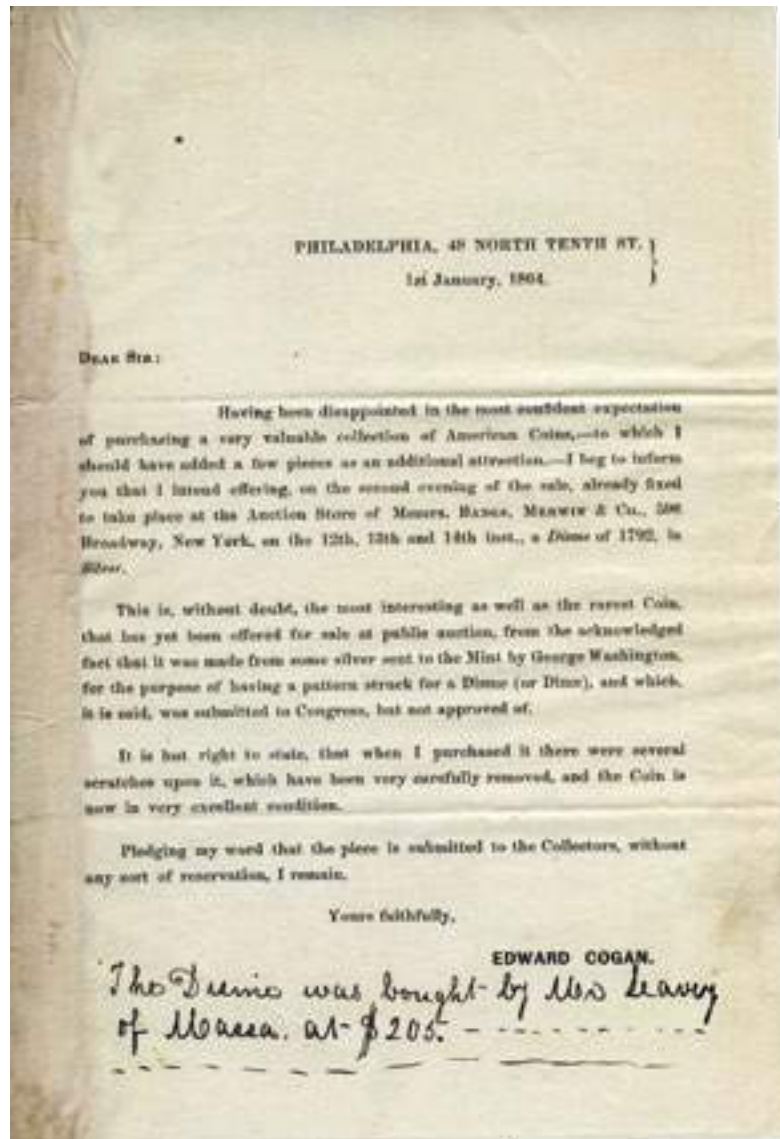 PHILADELPHIA, 48 NORTH TENTH ST. }
1st January, 1864.
DEAR SIR:
Having been disappointed in the most confident expectation
of purchasing a very valuable collection of American Coins,—to which I
should have added a few pieces as an additional attraction,—I beg to inform
you that I intend offering, on the second evening of the sale, already fixed
to take place at the Auction Store of Messrs. BANGS, MERWIN & Co., 596
Broadway, New York, on the 12th, 13th and 14th inst., a Disme of 1792, in
Silver.
This is, without doubt, the most interesting as well as the rarest Coin,
that has yet been offered for sale at public auction, from the acknowledged
fact that it was made from some silver sent to the Mint by George Washington,
for the purpose of having a pattern struck for a Disme (or Dime), and which,
it is said, was submitted to Congress, but not approved of.
It is but right to state, that when I purchased it there were several
scratches upon it, which have been very carefully removed, and the Coin is
now in very excellent condition.
Pledging my word that the piece is submitted to the Collectors, without
any sort of reservation, I remain.
Yours faithfully,
EDWARD COGAN.
The Disme was bought by
of Massa. at $205.